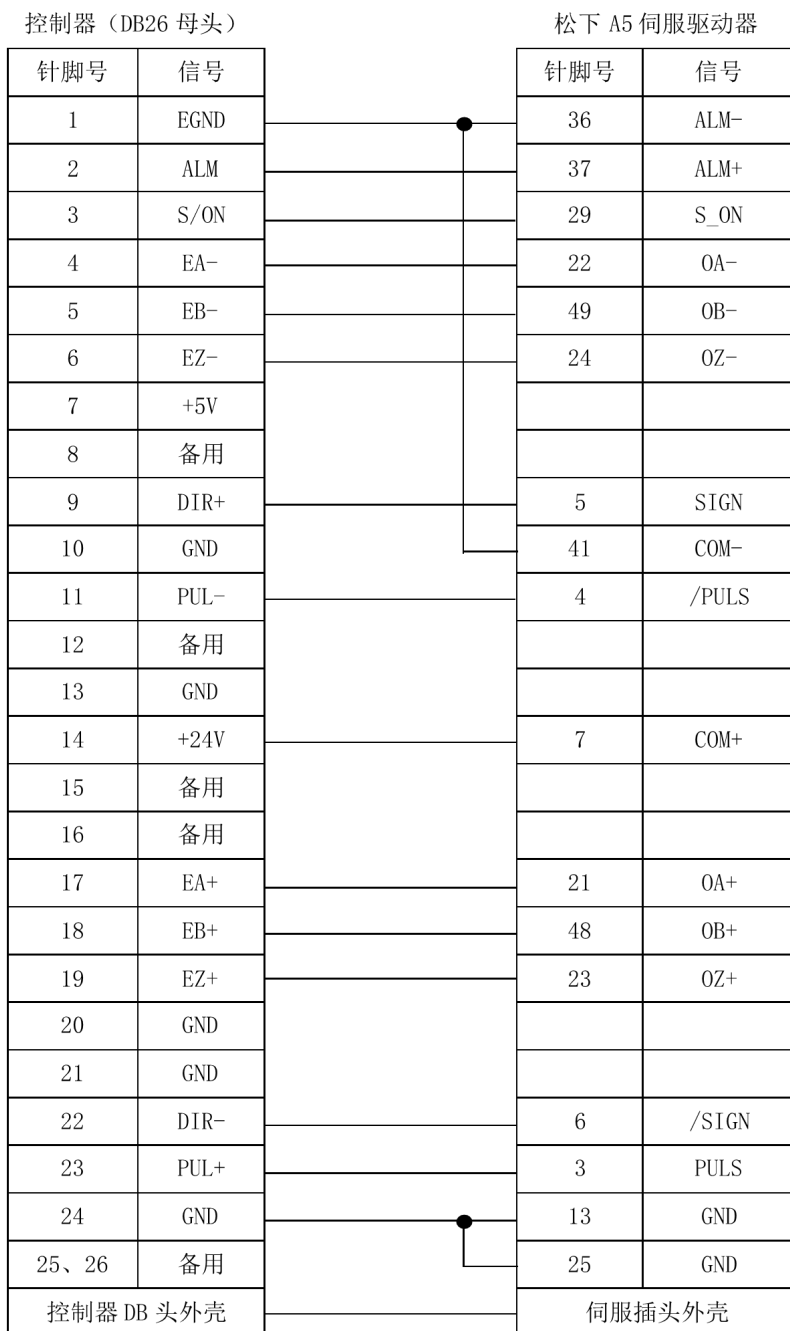 控制器（DB26 母头） 松下 A5 伺服驱动器
针脚号 信号 针脚号 信号
1 EGND 36 ALM-
2 ALM 37 ALM+
3 S/ON 29 S_ON
4 EA- 22 OA-
5 EB- 49 OB-
6 EZ- 24 OZ-
7 +5V
8 备用
9 DIR+ 5 SIGN
10 GND 41 COM-
11 PUL- 4 /PULS
12 备用
13 GND
14 +24V 7 COM+
15 备用
16 备用
17 EA+ 21 OA+
18 EB+ 48 OB+
19 EZ+ 23 OZ+
20 GND
21 GND
22 DIR- 6 /SIGN
23 PUL+ 3 PULS
24 GND 13 GND
25、26 备用 25 GND
控制器 DB 头外壳 伺服插头外壳